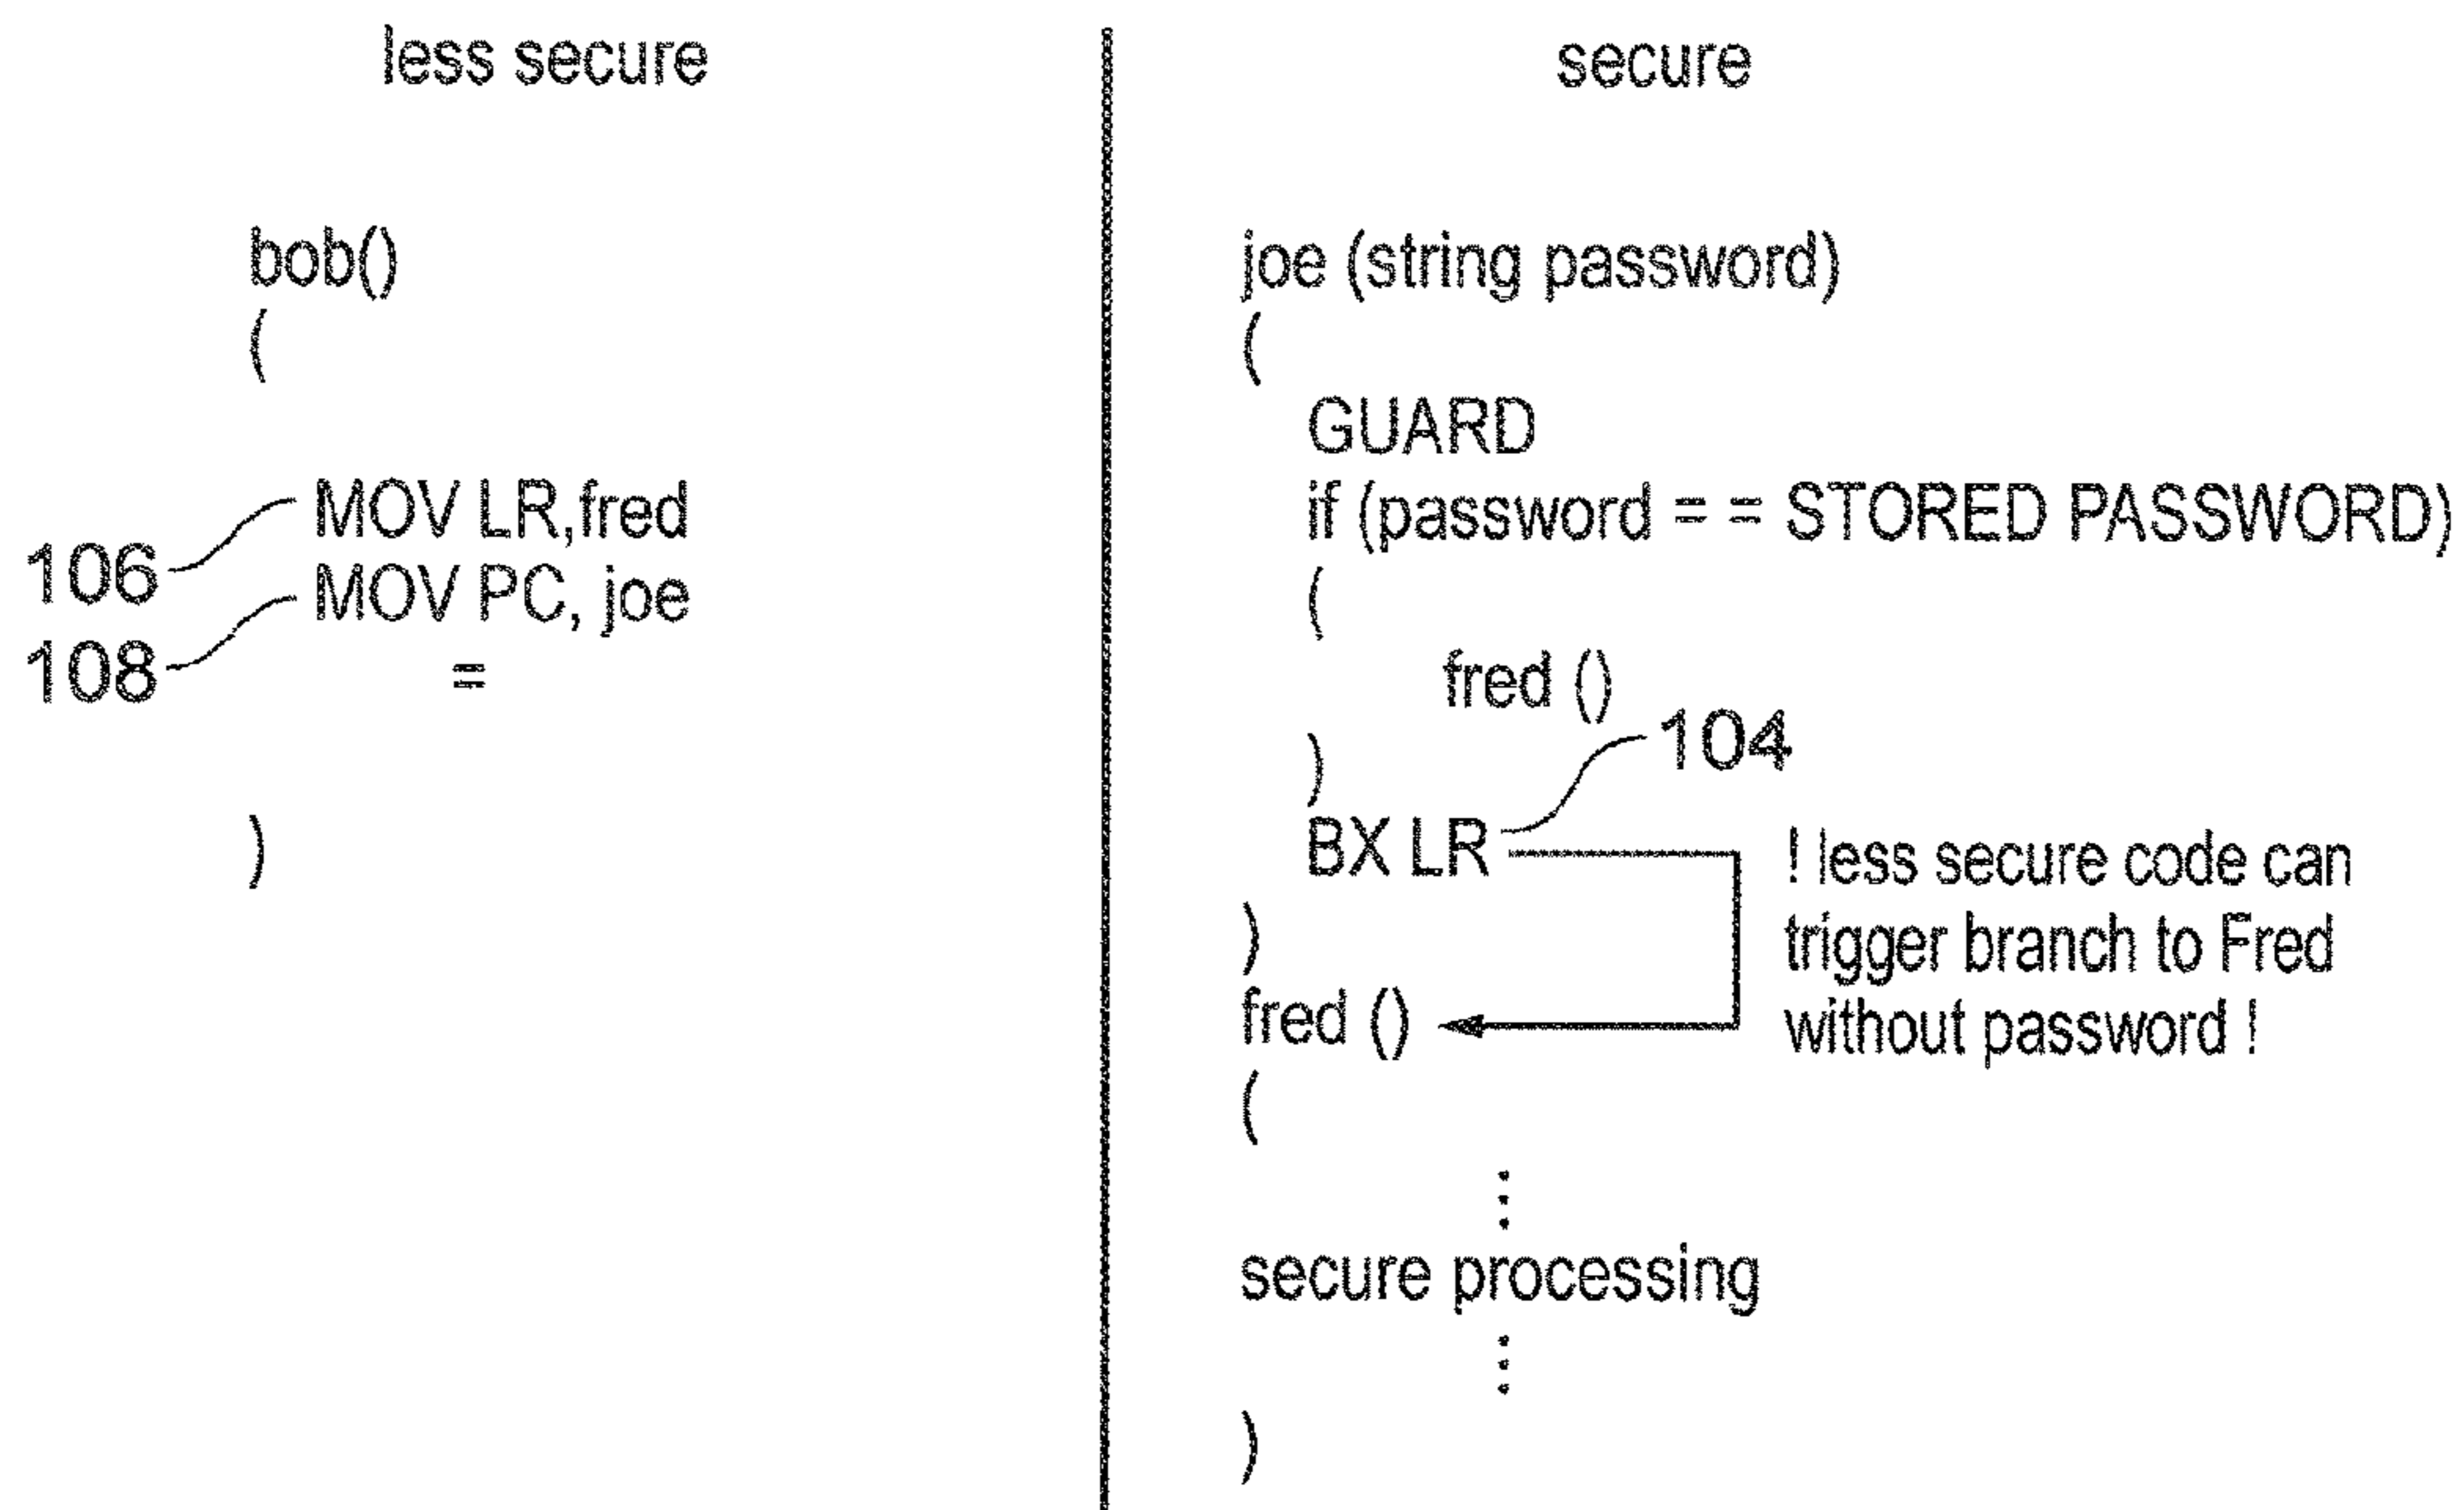 less secure
bob()
(
106
MOV LR,fred
108
MOV PC, joe
=
)
secure
joe (string password)
(
GUARD
if (password = = STORED PASSWORD)
(
fred ()
)
104
BX LR
! less secure code can
trigger branch to Fred
without password !
)
fred ()
(
⋮
secure processing
⋮
)